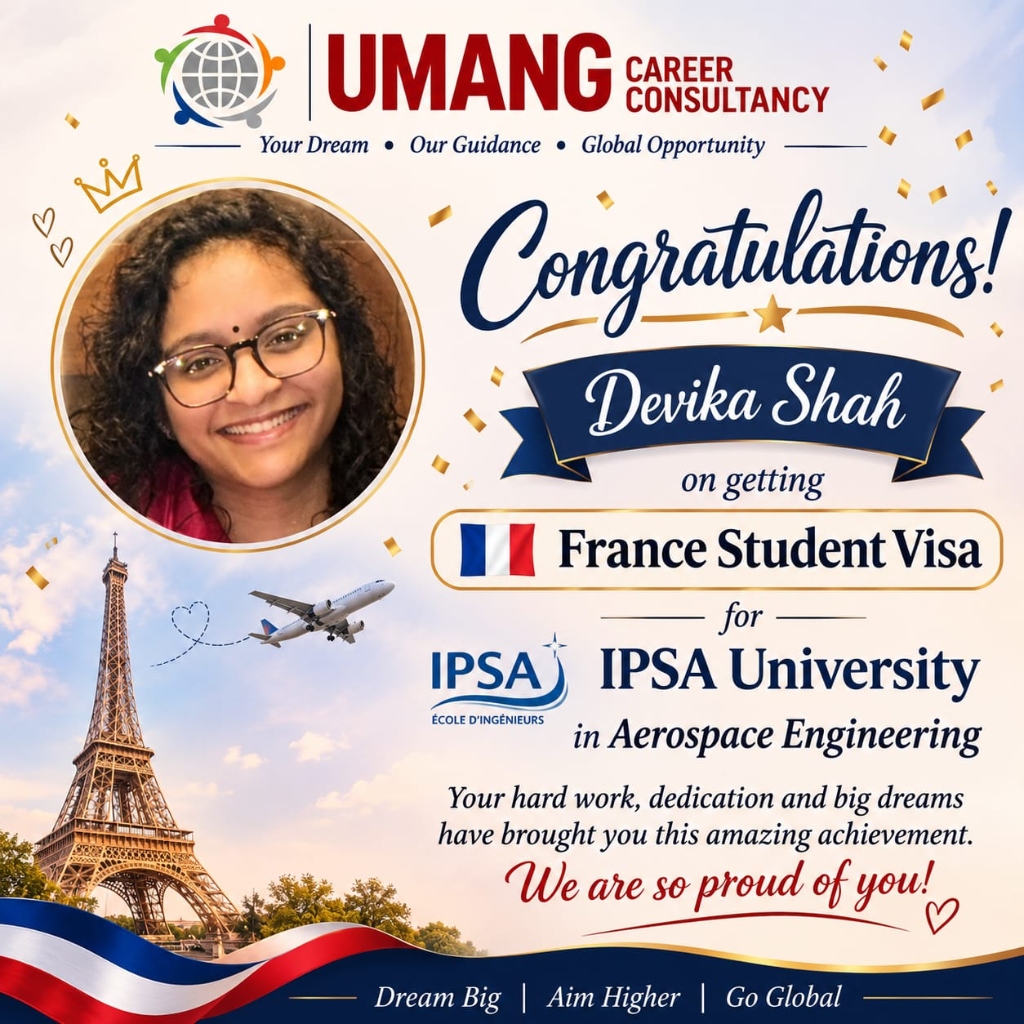 UMANG CAREER CONSULTANCY
Your Dream • Our Guidance • Global Opportunity
Congratulations!
Devika Shah
on getting
France Student Visa
for
IPSA
ÉCOLE D'INGÉNIEURS
IPSA University
in Aerospace Engineering
Your hard work, dedication and big dreams
have brought you this amazing achievement.
We are so proud of you!
Dream Big | Aim Higher | Go Global